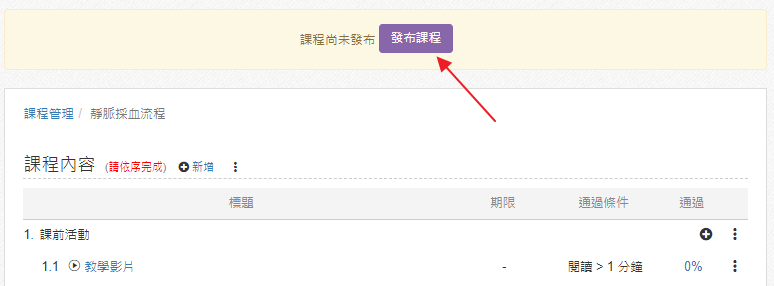 課程尚未發布 發布課程
課程管理 / 靜脈採血流程
課程內容 (請依序完成) 新增
標題 期限 通過條件 通過
1. 課前活動
1.1 教學影片 - 閱讀 > 1 分鐘 0%